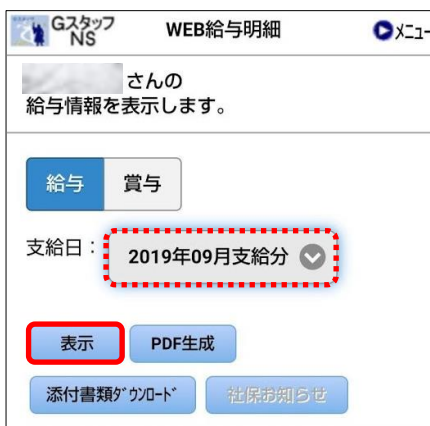 Gスタッフ
NS
WEB給与明細
メニュー
さんの
給与情報を表示します。
給与 賞与
支給日：
2019年09月支給分
表示 PDF生成
添付書類ﾀﾞｳﾝﾛｰﾄﾞ 社保お知らせ